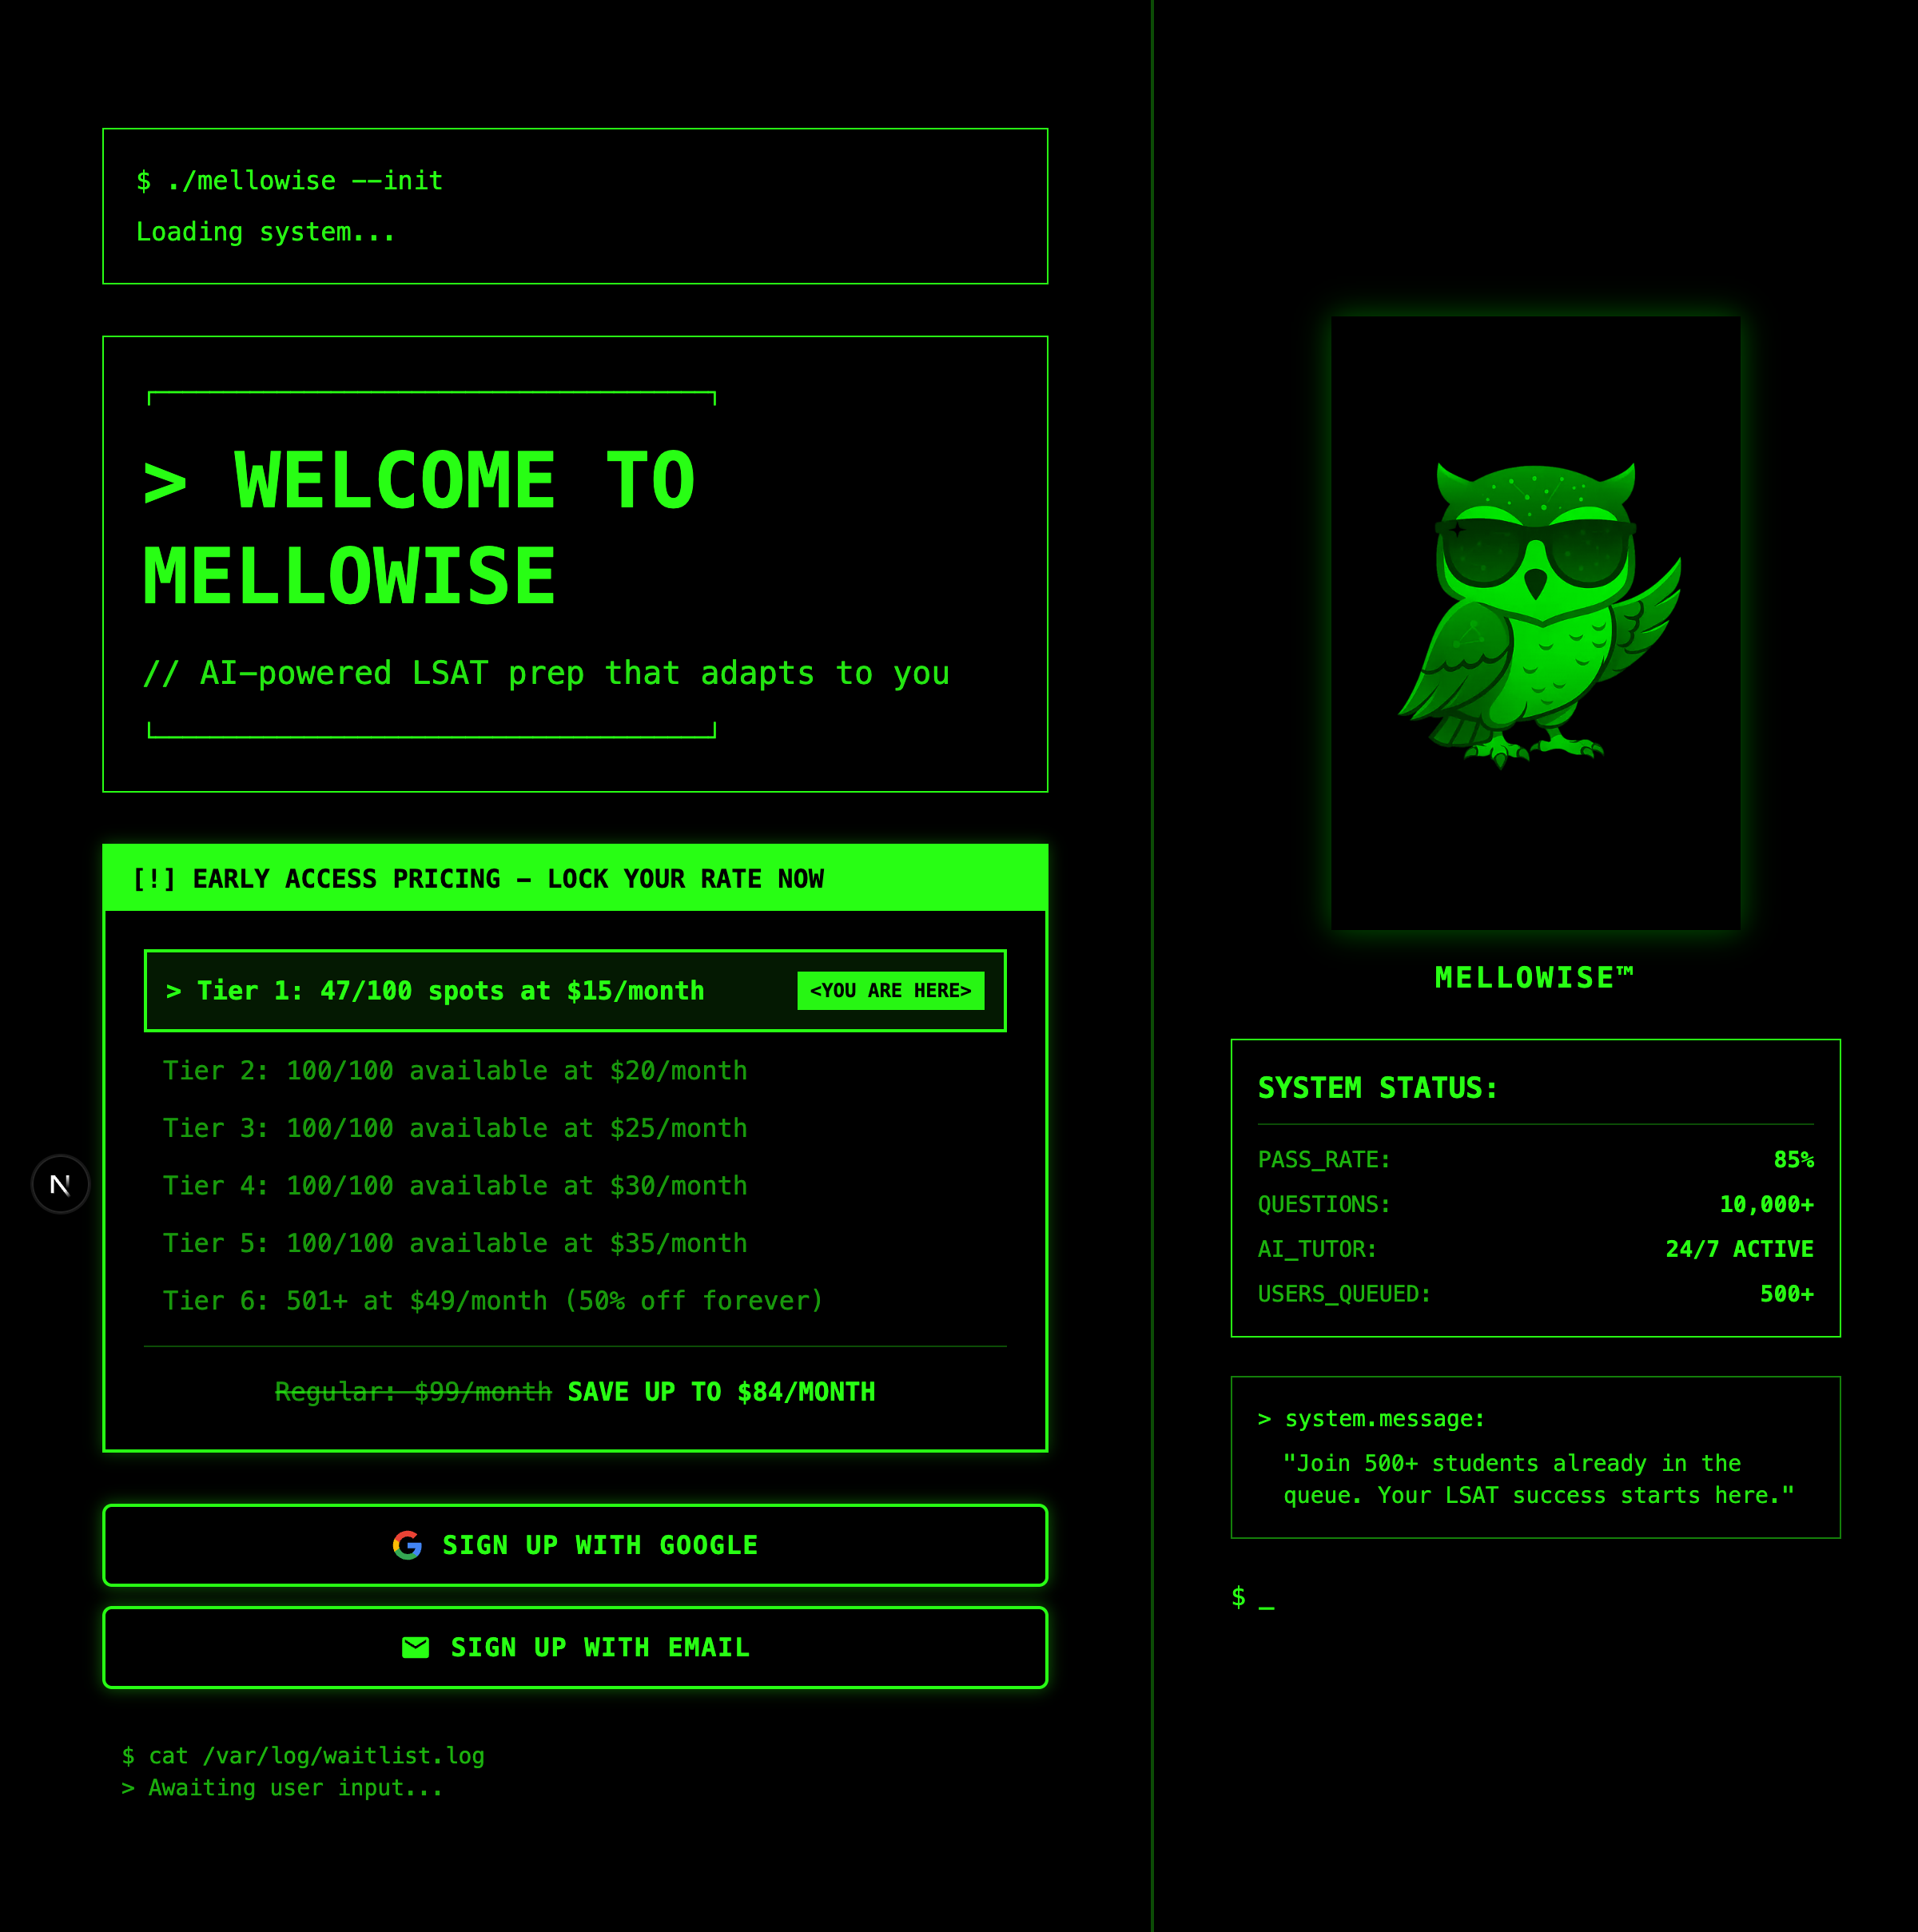 $ ./mellowise --init
Loading system...
> WELCOME TO
MELLOWISE
// AI-powered LSAT prep that adapts to you
[!] EARLY ACCESS PRICING - LOCK YOUR RATE NOW
> Tier 1: 47/100 spots at $15/month <YOU ARE HERE>
Tier 2: 100/100 available at $20/month
Tier 3: 100/100 available at $25/month
Tier 4: 100/100 available at $30/month
Tier 5: 100/100 available at $35/month
Tier 6: 501+ at $49/month (50% off forever)
Regular: $99/month SAVE UP TO $84/MONTH
SIGN UP WITH GOOGLE
SIGN UP WITH EMAIL
$ cat /var/log/waitlist.log
> Awaiting user input...
N
MELLOWISE™
SYSTEM STATUS:
PASS_RATE: 85%
QUESTIONS: 10,000+
AI_TUTOR: 24/7 ACTIVE
USERS_QUEUED: 500+
> system.message:
"Join 500+ students already in the
queue. Your LSAT success starts here."
$ _